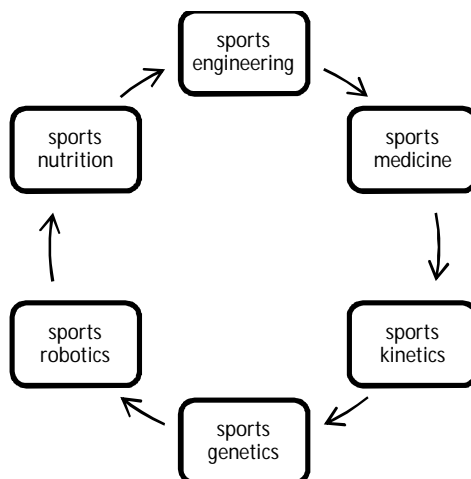 sports
engineering
sports
medicine
sports
kinetics
sports
genetics
sports
robotics
sports
nutrition